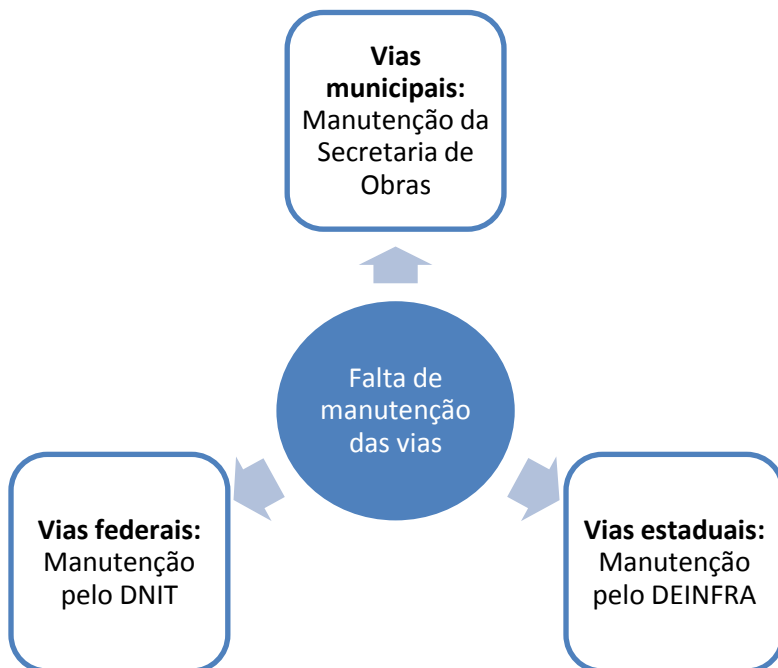 Vias
municipais:
Manutenção da
Secretaria de
Obras
Falta de
manutenção
das vias
Vias federais:
Manutenção
pelo DNIT
Vias estaduais:
Manutenção
pelo DEINFRA